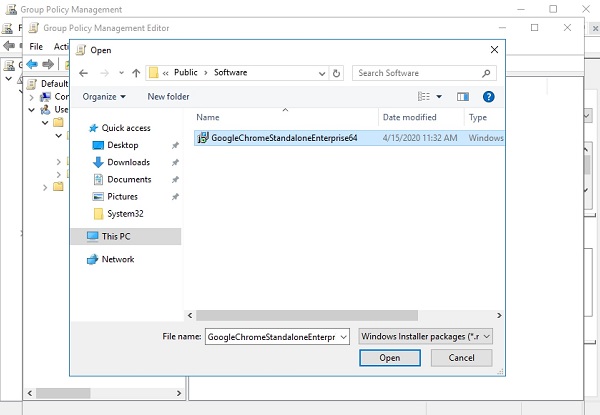 Group Policy Management
Group Policy Management Editor
File Acti
Open
« Public > Software
Search Software
Organize
New folder
Name
Date modified
Type
Quick access
Desktop
Downloads
Documents
Pictures
System32
This PC
Network
GoogleChromeStandaloneEnterprise64
4/15/2020 11:32 AM
Windows
Default
Con
Use
File name:
GoogleChromeStandaloneEnterpr
Windows Installer packages (*.r
Open
Cancel